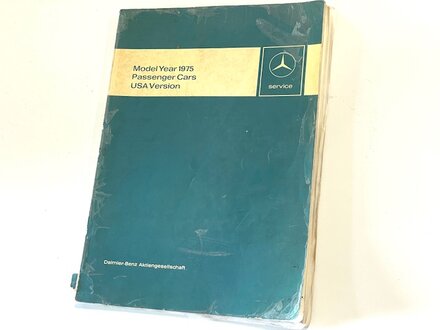 Model Year 1975
Passenger Cars
USA Version
service
Daimler-Benz Aktiengesellschaft